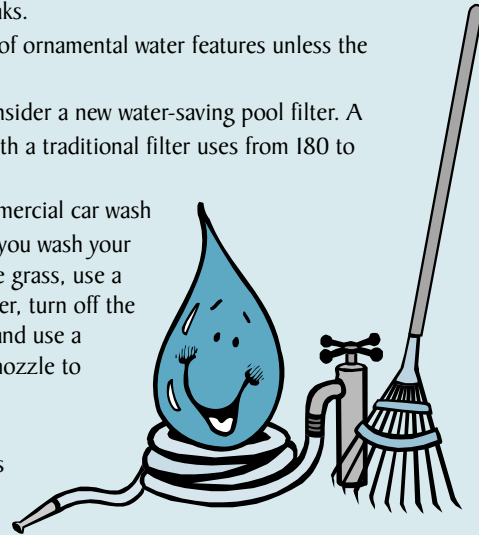 nks.
of ornamental water features unless the
nsider a new water-saving pool filter. A
th a traditional filter uses from 180 to
mercial car wash
you wash your
e grass, use a
er, turn off the
and use a
nozzle to
s